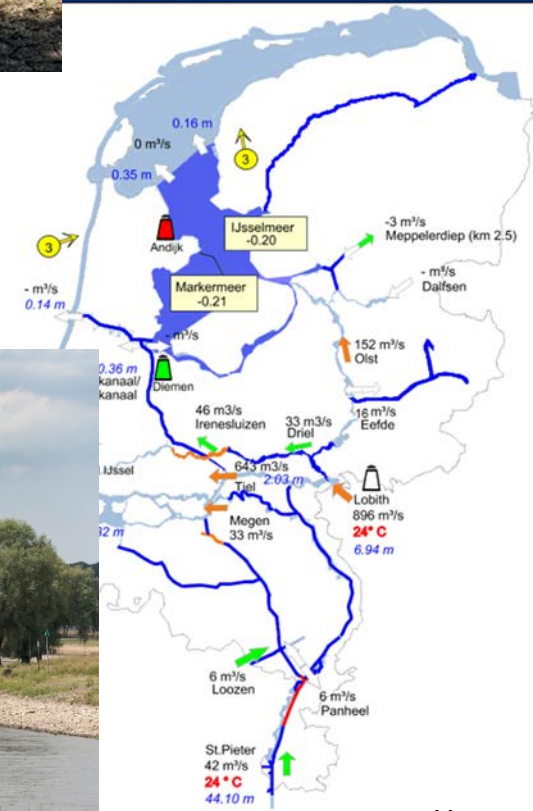 0.16 m
0 m³/s
0.35 m
3
Andijk
IJsselmeer
-0.20
-3 m³/s
Meppelerdiep (km 2.5)
3
Markermeer
-0.21
- m³/s
Dalfsen
- m³/s
0.14 m
- m³/s
152 m³/s
Olst
0.36 m
kanaal/
kanaal
Diemen
16 m³/s
Eefde
46 m3/s
Irenesluizen
33 m3/s
Driel
IJssel
643 m3/s
Tiel
2.03 m
Lobith
896 m³/s
24° C
6.94 m
Megen
33 m³/s
6 m³/s
Loozen
6 m³/s
Panheel
St.Pieter
42 m³/s
24 ° C
44.10 m